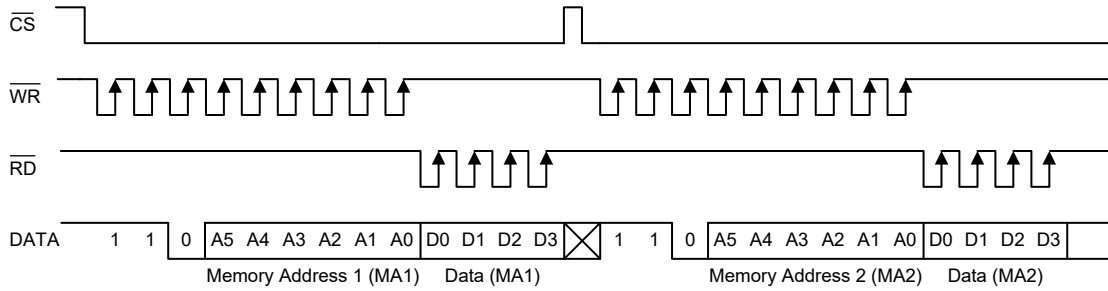 CS
WR
RD
DATA 1 1 0 A5 A4 A3 A2 A1 A0 D0 D1 D2 D3 1 1 0 A5 A4 A3 A2 A1 A0 D0 D1 D2 D3
Memory Address 1 (MA1) Data (MA1) Memory Address 2 (MA2) Data (MA2)